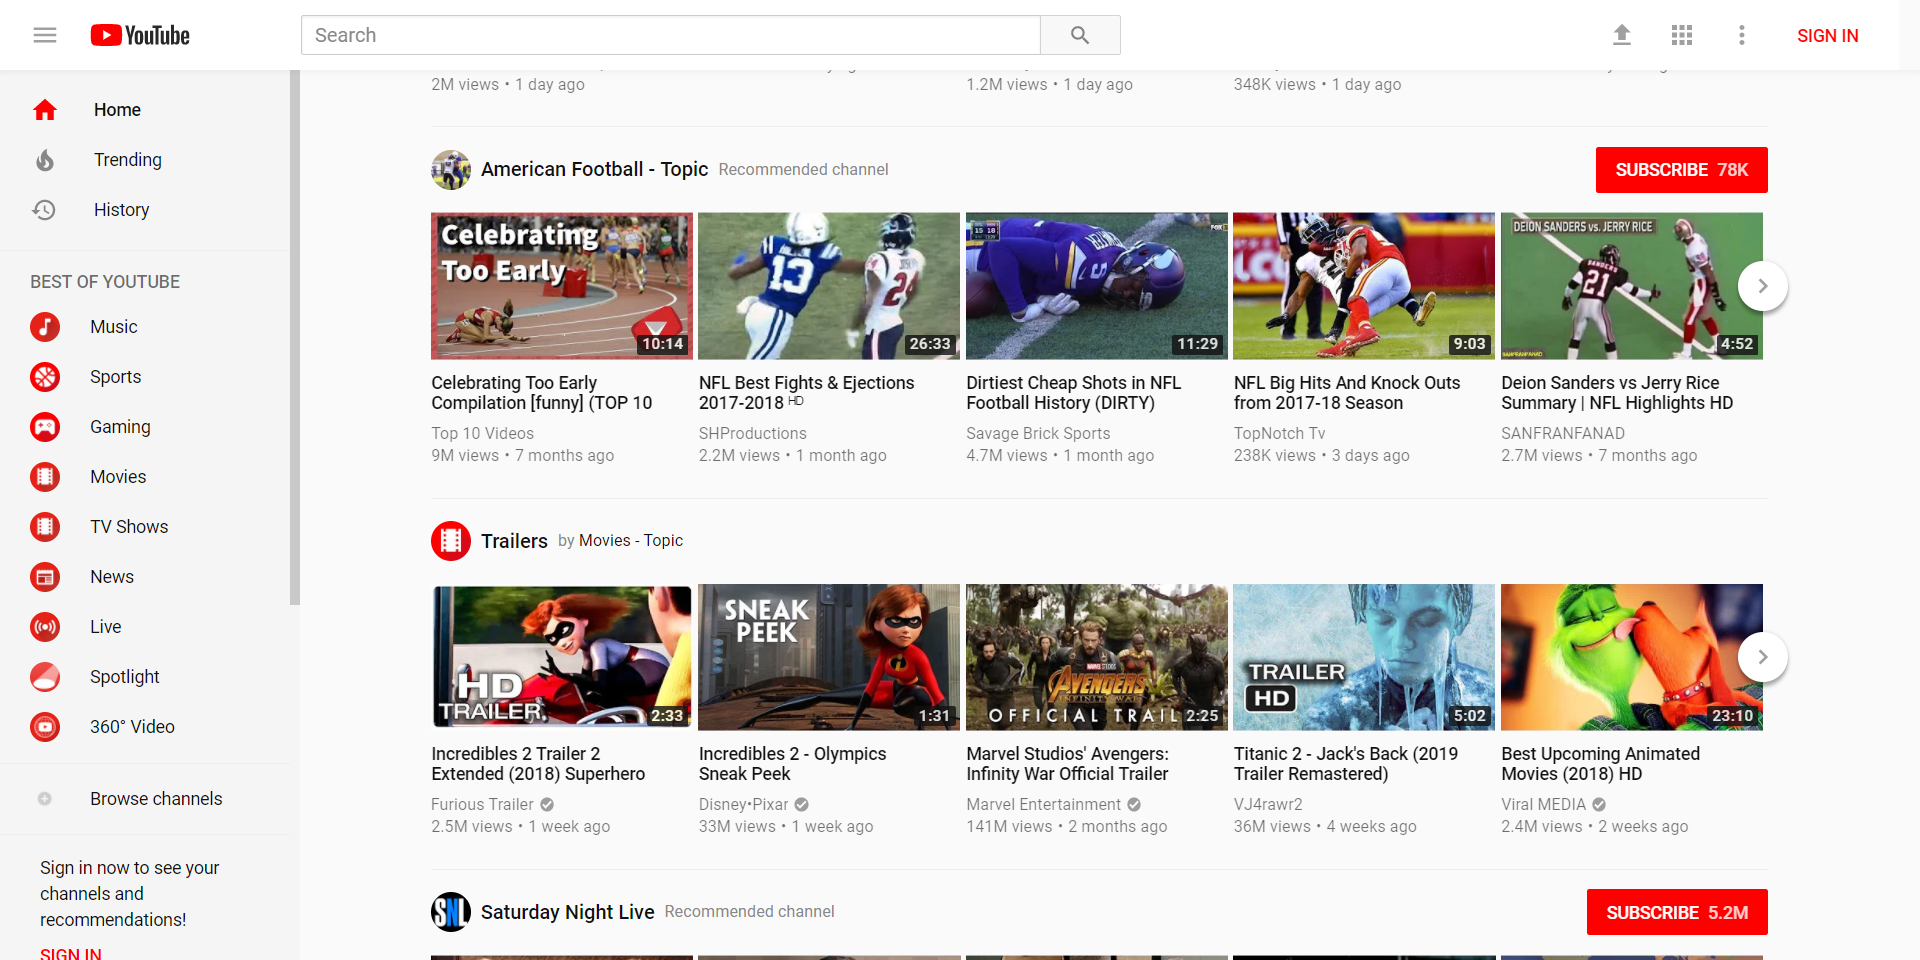 YouTube
Search
SIGN IN
Home
Trending
History
BEST OF YOUTUBE
Music
Sports
Gaming
Movies
TV Shows
News
Live
Spotlight
360° Video
Browse channels
Sign in now to see your
channels and
recommendations!
SIGN IN
2M views • 1 day ago
1.2M views • 1 day ago
348K views • 1 day ago
American Football - Topic Recommended channel
SUBSCRIBE 78K
Celebrating
Too Early
10:14
13
26:33
15 18
FOX
11:29
9:03
DEION SANDERS vs. JERRY RICE
SANDERS
21
SANFRANFANAD
4:52
Celebrating Too Early
Compilation [funny] (TOP 10
Top 10 Videos
9M views • 7 months ago
NFL Best Fights & Ejections
2017-2018 HD
SHProductions
2.2M views • 1 month ago
Dirtiest Cheap Shots in NFL
Football History (DIRTY)
Savage Brick Sports
4.7M views • 1 month ago
NFL Big Hits And Knock Outs
from 2017-18 Season
TopNotch Tv
238K views • 3 days ago
Deion Sanders vs Jerry Rice
Summary | NFL Highlights HD
SANFRANFANAD
2.7M views • 7 months ago
Trailers by Movies - Topic
HD
TRAILER.
2:33
SNEAK
PEEK
1:31
MARVEL STUDIOS
AVENGERS
INFINITY WAR
OFFICIAL TRAIL
2:25
TRAILER
HD
5:02
23:10
Incredibles 2 Trailer 2
Extended (2018) Superhero
Furious Trailer
2.5M views • 1 week ago
Incredibles 2 - Olympics
Sneak Peek
Disney•Pixar
33M views • 1 week ago
Marvel Studios' Avengers:
Infinity War Official Trailer
Marvel Entertainment
141M views • 2 months ago
Titanic 2 - Jack's Back (2019
Trailer Remastered)
VJ4rawr2
36M views • 4 weeks ago
Best Upcoming Animated
Movies (2018) HD
Viral MEDIA
2.4M views • 2 weeks ago
SNL
Saturday Night Live Recommended channel
SUBSCRIBE 5.2M